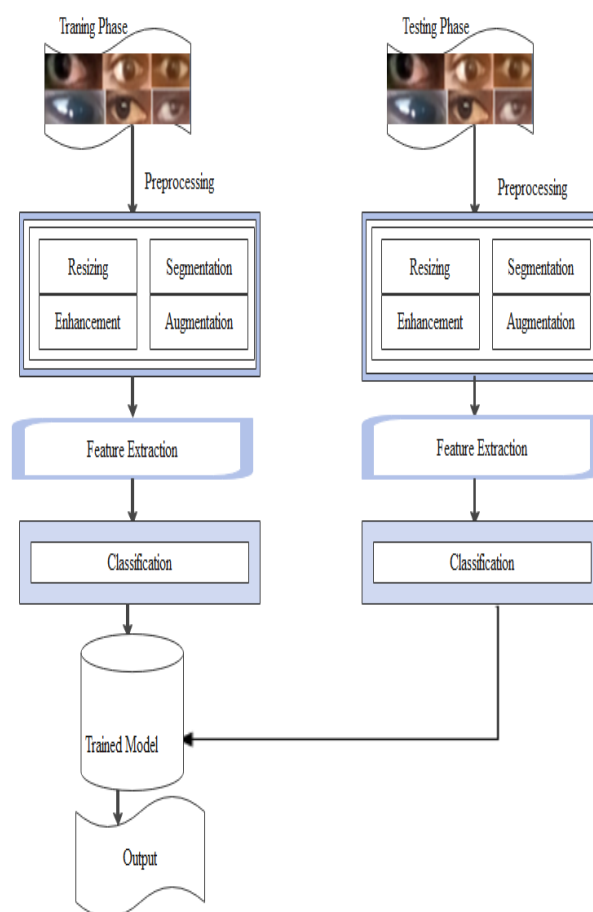 Traning Phase
Preprocessing
Resizing
Segmentation
Enhancement
Augmentation
Feature Extraction
Classification
Trained Model
Output
Testing Phase
Preprocessing
Resizing
Segmentation
Enhancement
Augmentation
Feature Extraction
Classification